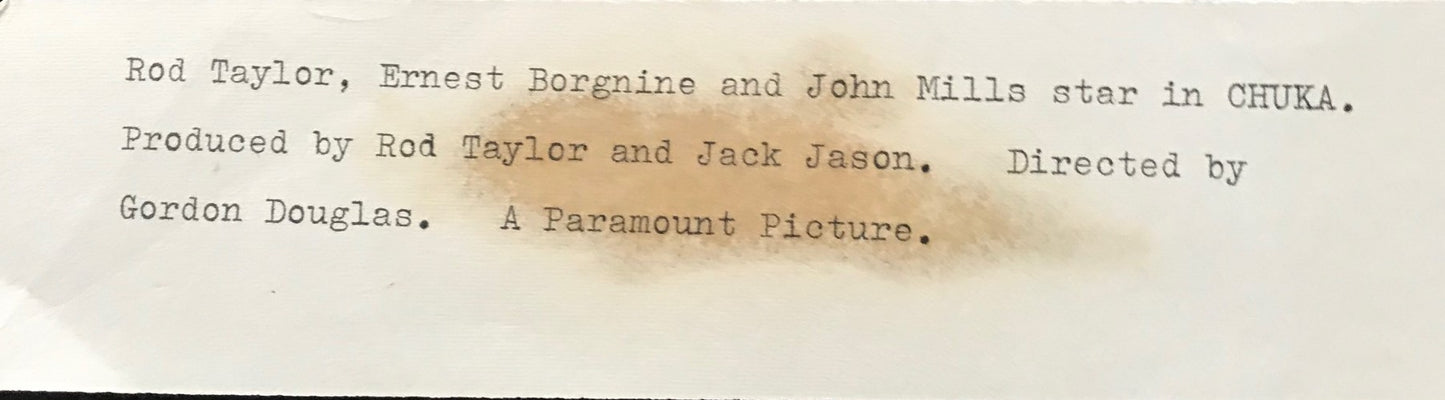 Rod Taylor, Ernest Borgnine and John Mills star in CHUKA.
Produced by Rod Taylor and Jack Jason.   Directed by
Gordon Douglas.   A Paramount Picture.